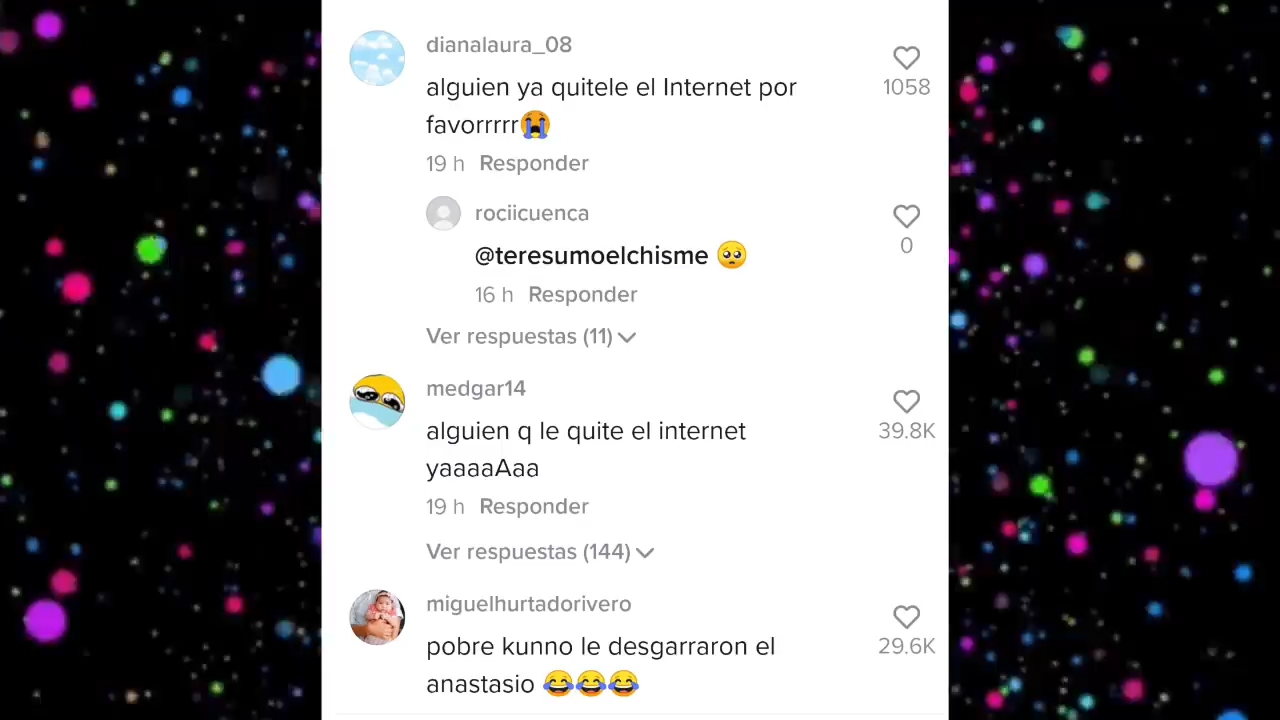 dianalaura_08
alguien ya quitele el Internet por
favorrrrr😭
1058
19 h Responder
rociicuenca
@teresumoelchisme 🥺
0
16 h Responder
Ver respuestas (11)
medgar14
alguien q le quite el internet
yaaaaAaa
39.8K
19 h Responder
Ver respuestas (144)
miguelhurtadorivero
pobre kunno le desgarraron el
anastasio 😂😂😂
29.6K